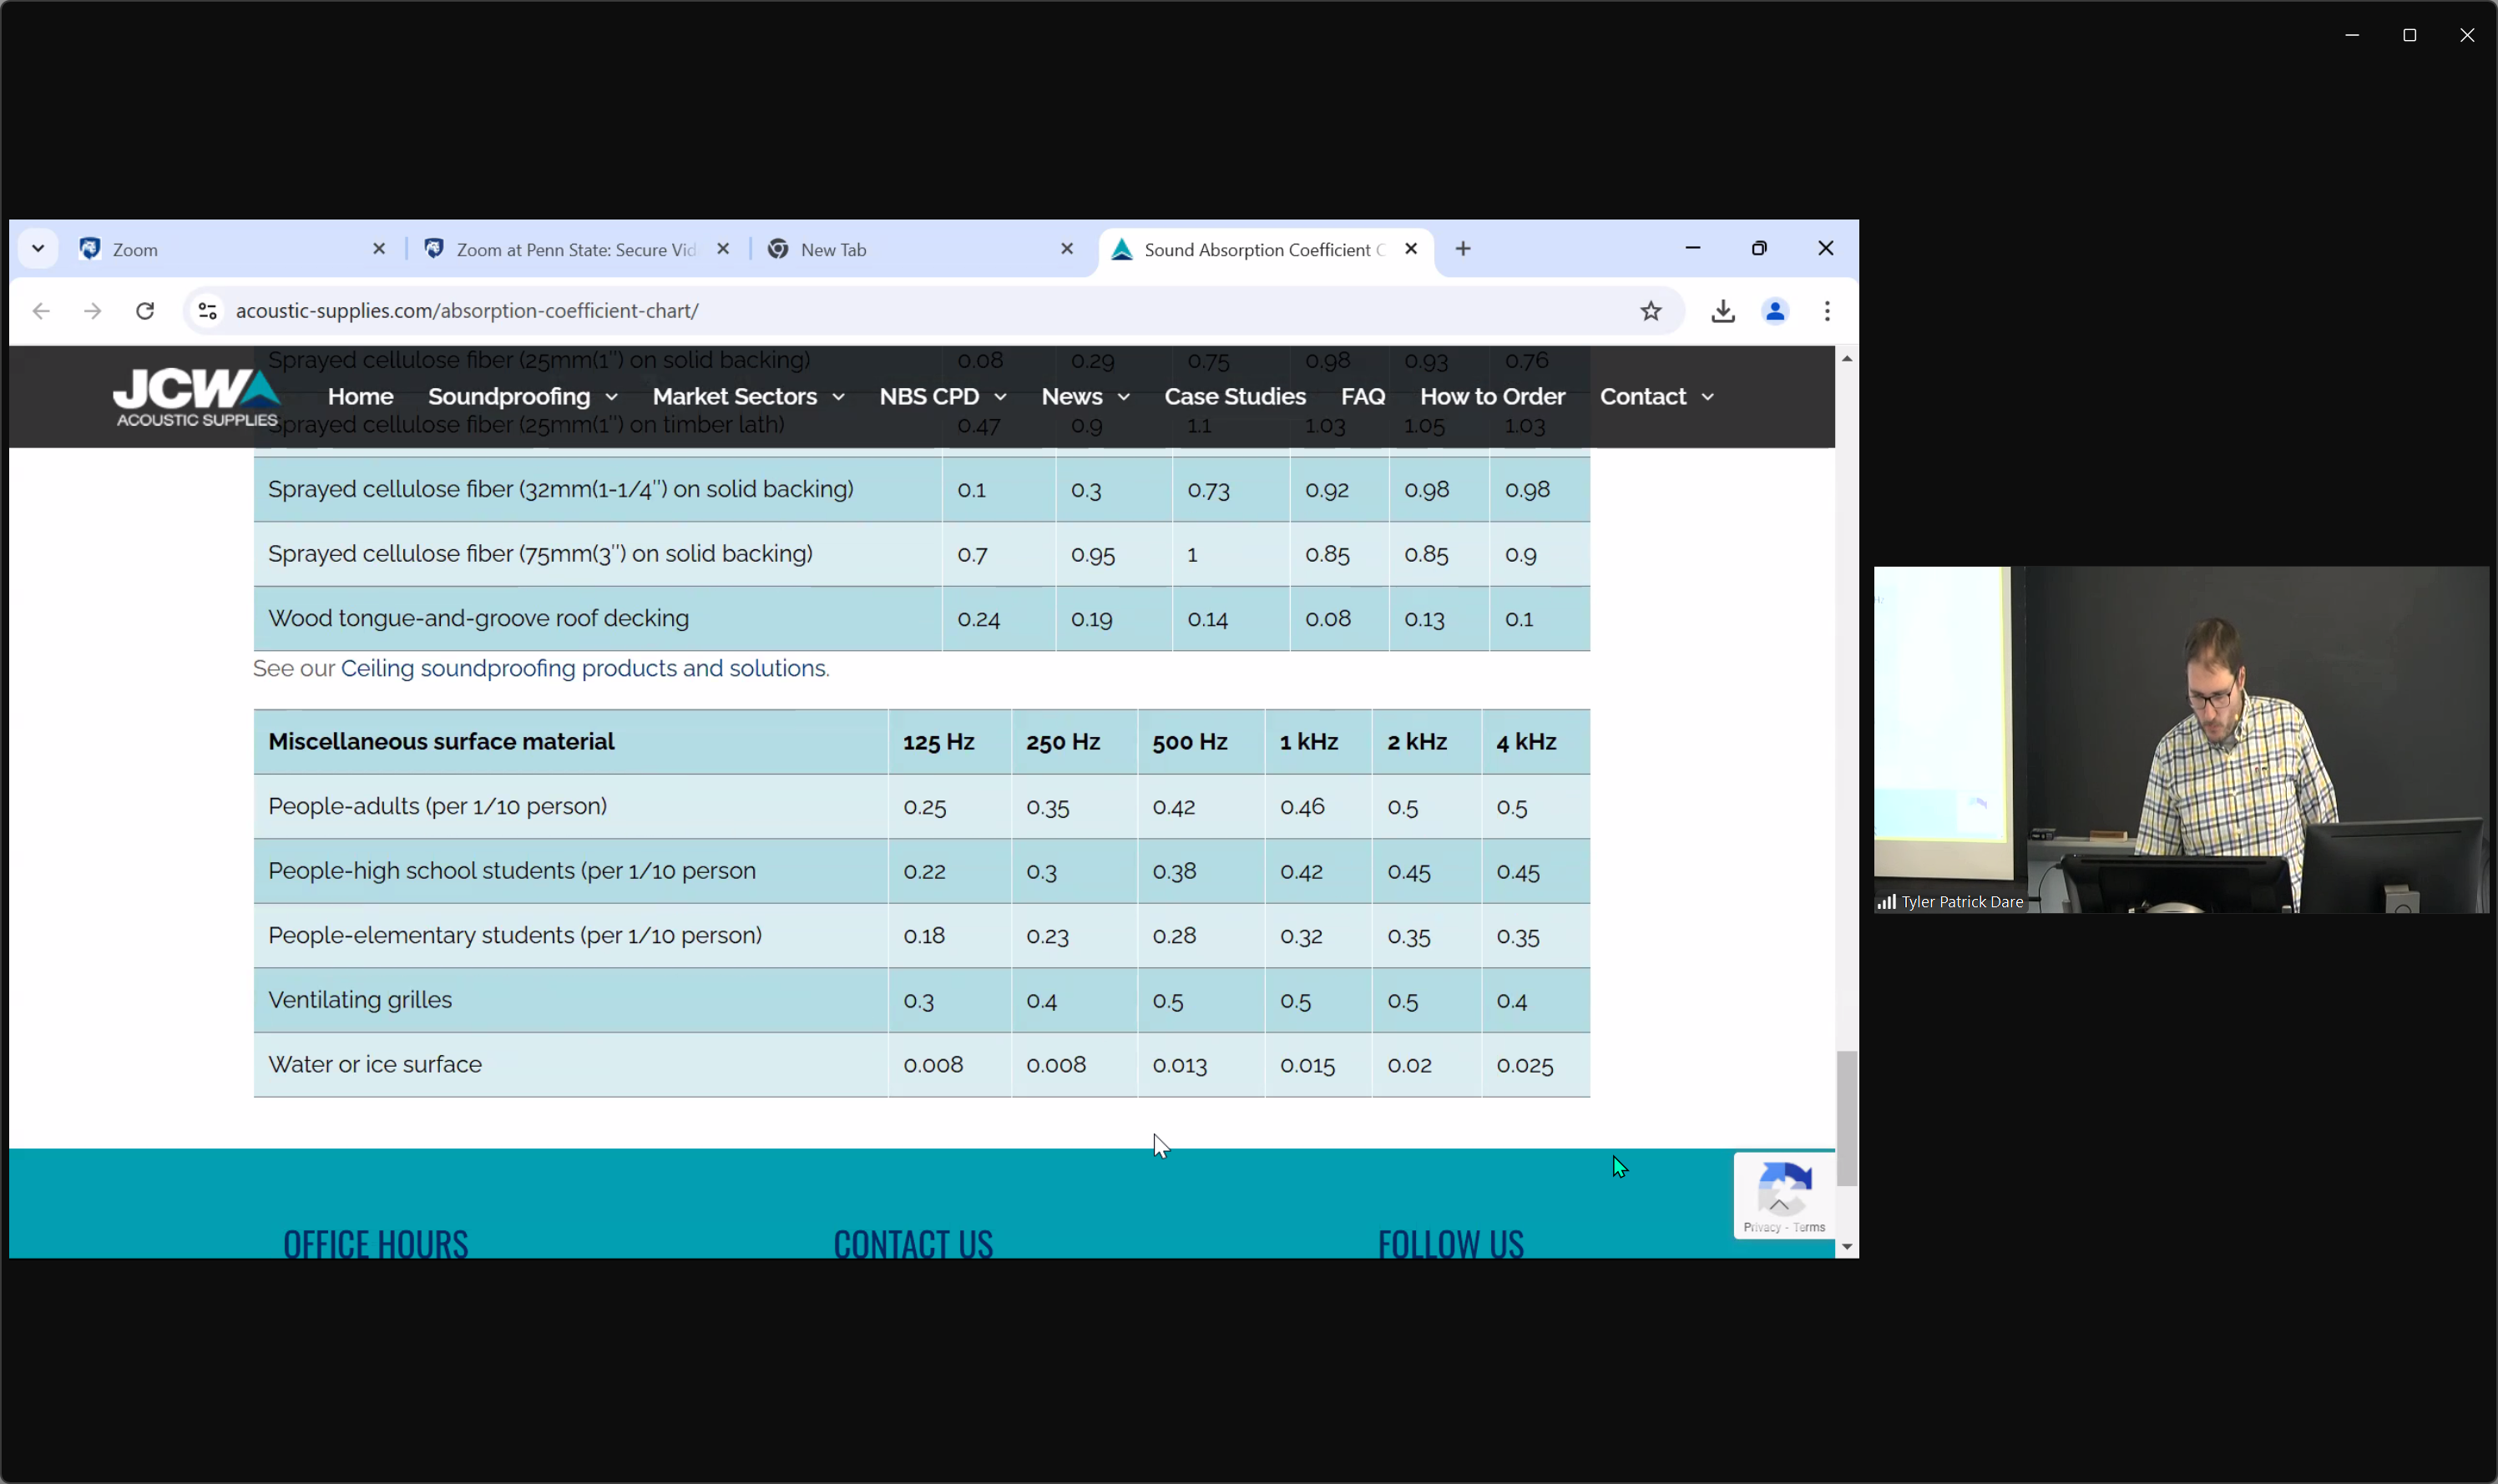 Zoom
Zoom at Penn State: Secure Vid
New Tab
Sound Absorption Coefficient C
acoustic-supplies.com/absorption-coefficient-chart/
Sprayed cellulose fiber (25mm(1") on solid backing) 0.08 0.29 0.75 0.98 0.93 0.76
JCW
ACOUSTIC SUPPLIES
Home Soundproofing Market Sectors NBS CPD News Case Studies FAQ How to Order Contact
Sprayed cellulose fiber (25mm(1") on timber lath) 0.47 0.9 1.1 1.03 1.05 1.03
Sprayed cellulose fiber (32mm(1-1/4") on solid backing) 0.1 0.3 0.73 0.92 0.98 0.98
Sprayed cellulose fiber (75mm(3") on solid backing) 0.7 0.95 1 0.85 0.85 0.9
Wood tongue-and-groove roof decking 0.24 0.19 0.14 0.08 0.13 0.1
See our Ceiling soundproofing products and solutions.
Miscellaneous surface material 125 Hz 250 Hz 500 Hz 1 kHz 2 kHz 4 kHz
People-adults (per 1/10 person) 0.25 0.35 0.42 0.46 0.5 0.5
People-high school students (per 1/10 person 0.22 0.3 0.38 0.42 0.45 0.45
People-elementary students (per 1/10 person) 0.18 0.23 0.28 0.32 0.35 0.35
Ventilating grilles 0.3 0.4 0.5 0.5 0.5 0.4
Water or ice surface 0.008 0.008 0.013 0.015 0.02 0.025
Privacy - Terms
OFFICE HOURS CONTACT US FOLLOW US
Tyler Patrick Dare